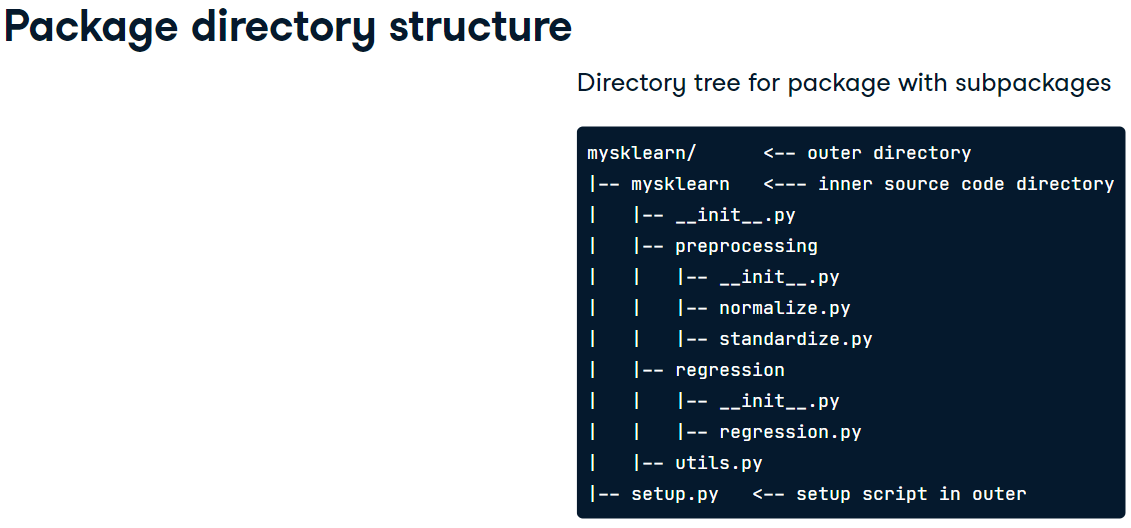 Package directory structure
Directory tree for package with subpackages
mysklearn/      <-- outer directory
|-- mysklearn   <--- inner source code directory
|   |-- __init__.py
|   |-- preprocessing
|   |   |-- __init__.py
|   |   |-- normalize.py
|   |   |-- standardize.py
|   |-- regression
|   |   |-- __init__.py
|   |   |-- regression.py
|   |-- utils.py
|-- setup.py   <-- setup script in outer